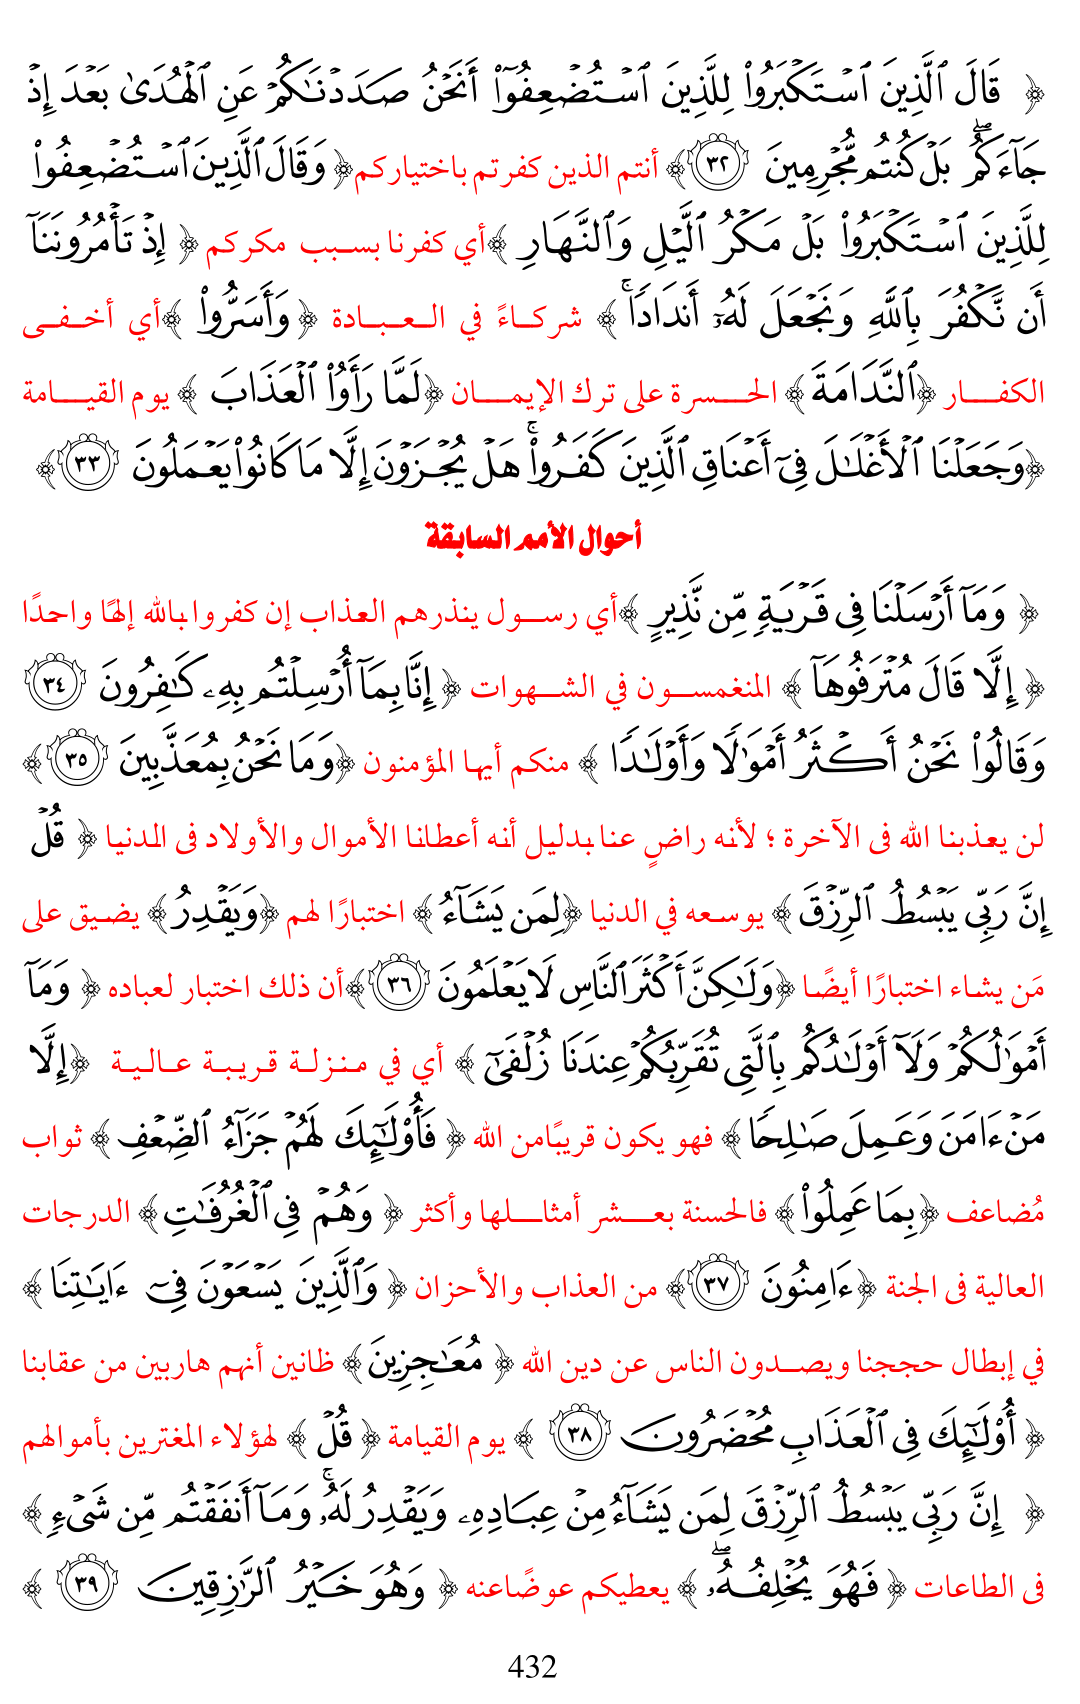 ﴿ قَالَ ٱلَّذِينَ ٱسۡتَكۡبَرُواْ لِلَّذِينَ ٱسۡتُضۡعِفُوٓاْ أَنَحۡنُ صَدَدۡنَٰكُمۡ عَنِ ٱلۡهُدَىٰ بَعۡدَ إِذۡ
جَآءَكُمۖ بَلۡ كُنتُم مُّجۡرِمِينَ ٣٢﴾ أنتم الذين كفرتم باختياركم﴿ وَقَالَ ٱلَّذِينَ ٱسۡتُضۡعِفُواْ
لِلَّذِينَ ٱسۡتَكۡبَرُواْ بَلۡ مَكۡرُ ٱلَّيۡلِ وَٱلنَّهَارِ ﴾أي كفرنا بسبب مكركم ﴿ إِذۡ تَأۡمُرُونَنَآ
أَن نَّكۡفُرَ بِٱللَّهِ وَنَجۡعَلَ لَهُۥٓ أَندَادٗاۚ ﴾ شركاءً في العبادة ﴿ وَأَسَرُّواْ ﴾أي أخفى
الكفار ﴿ٱلنَّدَامَةَ﴾ الحسرة على ترك الإيمان ﴿لَمَّا رَأَوُاْ ٱلۡعَذَابَ ﴾ يوم القيامة
﴿وَجَعَلۡنَا ٱلۡأَغۡلَٰلَ فِيٓ أَعۡنَاقِ ٱلَّذِينَ كَفَرُواْۚ هَلۡ يُجۡزَوۡنَ إِلَّا مَا كَانُواْ يَعۡمَلُونَ ٣٣﴾
أحوال الأمم السابقة
﴿ وَمَآ أَرۡسَلۡنَا فِي قَرۡيَةٖ مِّن نَّذِيرٍ ﴾أي رسول ينذرهم العذاب إن كفروا بالله إلهًا واحدًا
﴿ إِلَّا قَالَ مُتۡرَفُوهَآ ﴾ المنغمسون في الشهوات ﴿ إِنَّا بِمَآ أُرۡسِلۡتُم بِهِۦ كَٰفِرُونَ ٣٤
وَقَالُواْ نَحۡنُ أَكۡثَرُ أَمۡوَٰلٗا وَأَوۡلَٰدٗا ﴾ منكم أيها المؤمنون ﴿وَمَا نَحۡنُ بِمُعَذَّبِينَ ٣٥﴾
لن يعذبنا الله فى الآخرة ؛ لأنه راضٍ عنا بدليل أنه أعطانا الأموال والأولاد فى الدنيا ﴿ قُلۡ
إِنَّ رَبِّي يَبۡسُطُ ٱلرِّزۡقَ ﴾ يوسعه في الدنيا ﴿لِمَن يَشَآءُ ﴾ اختبارًا لهم ﴿وَيَقۡدِرُ ﴾ يضيق على
مَن يشاء اختبارًا أيضًا ﴿وَلَٰكِنَّ أَكۡثَرَ ٱلنَّاسِ لَا يَعۡلَمُونَ ٣٦﴾أن ذلك اختبار لعباده ﴿ وَمَآ
أَمۡوَٰلُكُمۡ وَلَآ أَوۡلَٰدُكُم بِٱلَّتِي تُقَرِّبُكُمۡ عِندَنَا زُلۡفَىٰٓ ﴾ أي في منزلة قريبة عالية ﴿إِلَّا
مَنۡ ءَامَنَ وَعَمِلَ صَٰلِحٗا ﴾ فهو يكون قريبًا من الله ﴿ فَأُوْلَٰٓئِكَ لَهُمۡ جَزَآءُ ٱلضِّعۡفِ ﴾ ثواب
مُضاعف ﴿بِمَا عَمِلُواْ ﴾ فالحسنة بعشر أمثالها وأكثر ﴿ وَهُمۡ فِي ٱلۡغُرُفَٰتِ﴾ الدرجات
العالية فى الجنة ﴿ءَامِنُونَ ٣٧﴾ من العذاب والأحزان ﴿ وَٱلَّذِينَ يَسۡعَوۡنَ فِيٓ ءَايَٰتِنَا ﴾
في إبطال حججنا ويصدون الناس عن دين الله ﴿ مُعَٰجِزِينَ﴾ ظانين أنهم هاربين من عقابنا
﴿ أُوْلَٰٓئِكَ فِي ٱلۡعَذَابِ مُحۡضَرُونَ ٣٨ ﴾ يوم القيامة ﴿ قُلۡ ﴾ لهؤلاء المغترين بأموالهم
﴿ إِنَّ رَبِّي يَبۡسُطُ ٱلرِّزۡقَ لِمَن يَشَآءُ مِنۡ عِبَادِهِۦ وَيَقۡدِرُ لَهُۥۚ وَمَآ أَنفَقۡتُم مِّن شَيۡءٖ ﴾
فى الطاعات ﴿ فَهُوَ يُخۡلِفُهُۥۖ ﴾ يعطيكم عوضًا عنه ﴿ وَهُوَ خَيۡرُ ٱلرَّٰزِقِينَ ٣٩ ﴾
432